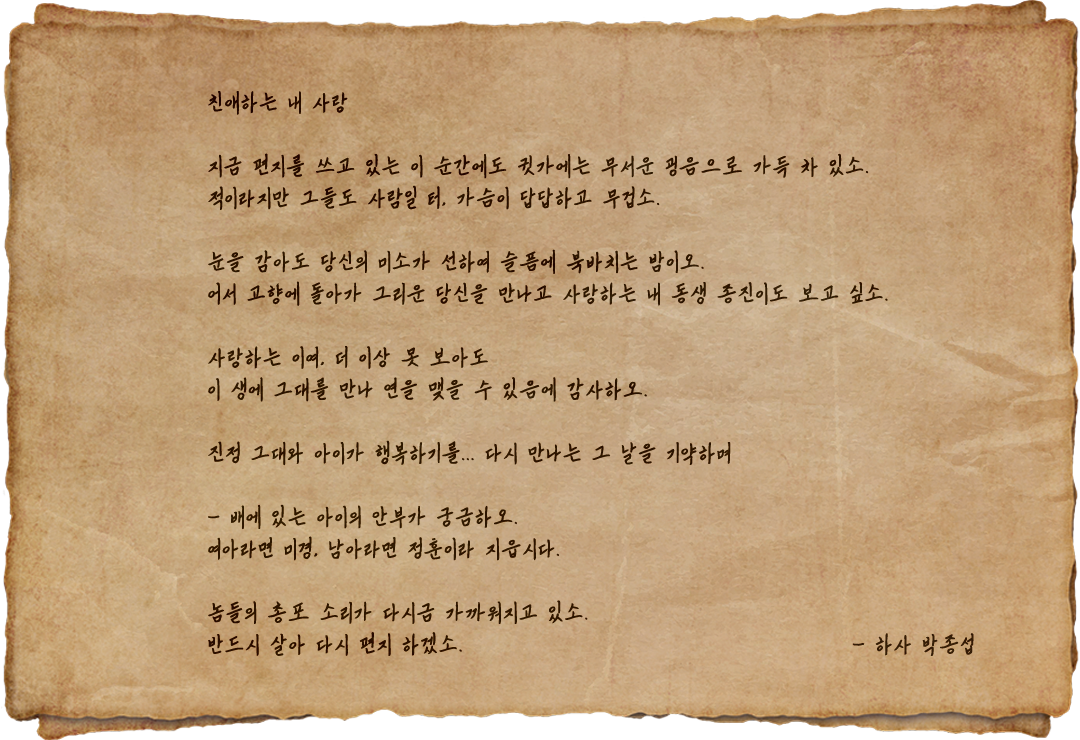 친애하는 내 사랑
지금 편지를 쓰고 있는 이 순간에도 귓가에는 무서운 굉음으로 가득 차 있소.
적이라지만 그들도 사람일 터, 가슴이 답답하고 무겁소.
눈을 감아도 당신의 미소가 선하여 슬픔에 북바치는 밤이오.
어서 고향에 돌아가 그리운 당신을 만나고 사랑하는 내 동생 종진이도 보고 싶소.
사랑하는 이여, 더 이상 못 보아도
이 생에 그대를 만나 연을 맺을 수 있음에 감사하오.
진정 그대와 아이가 행복하기를... 다시 만나는 그 날을 기약하며
- 배에 있는 아이의 안부가 궁금하오.
여아라면 미경, 남아라면 정훈이라 지읍시다.
놈들의 총포 소리가 다시금 가까워지고 있소.
반드시 살아 다시 편지 하겠소.
- 하사 박종섭